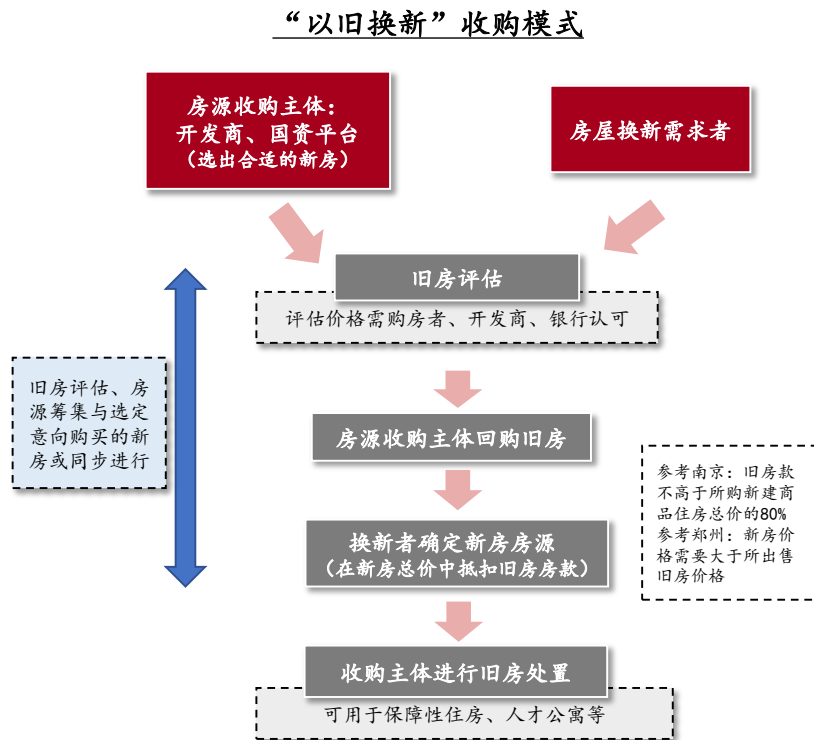 “以旧换新”收购模式
房源收购主体：
开发商、国资平台
（选出合适的新房）
房屋换新需求者
旧房评估
评估价格需购房者、开发商、银行认可
旧房评估、房
源筹集与选定
意向购买的新
房或同步进行
房源收购主体回购旧房
参考南京：旧房款
不高于所购新建商
品住房总价的80%
参考郑州：新房价
格需要大于所出售
旧房价格
换新者确定新房房源
（在新房总价中抵扣旧房房款）
收购主体进行旧房处置
可用于保障性住房、人才公寓等